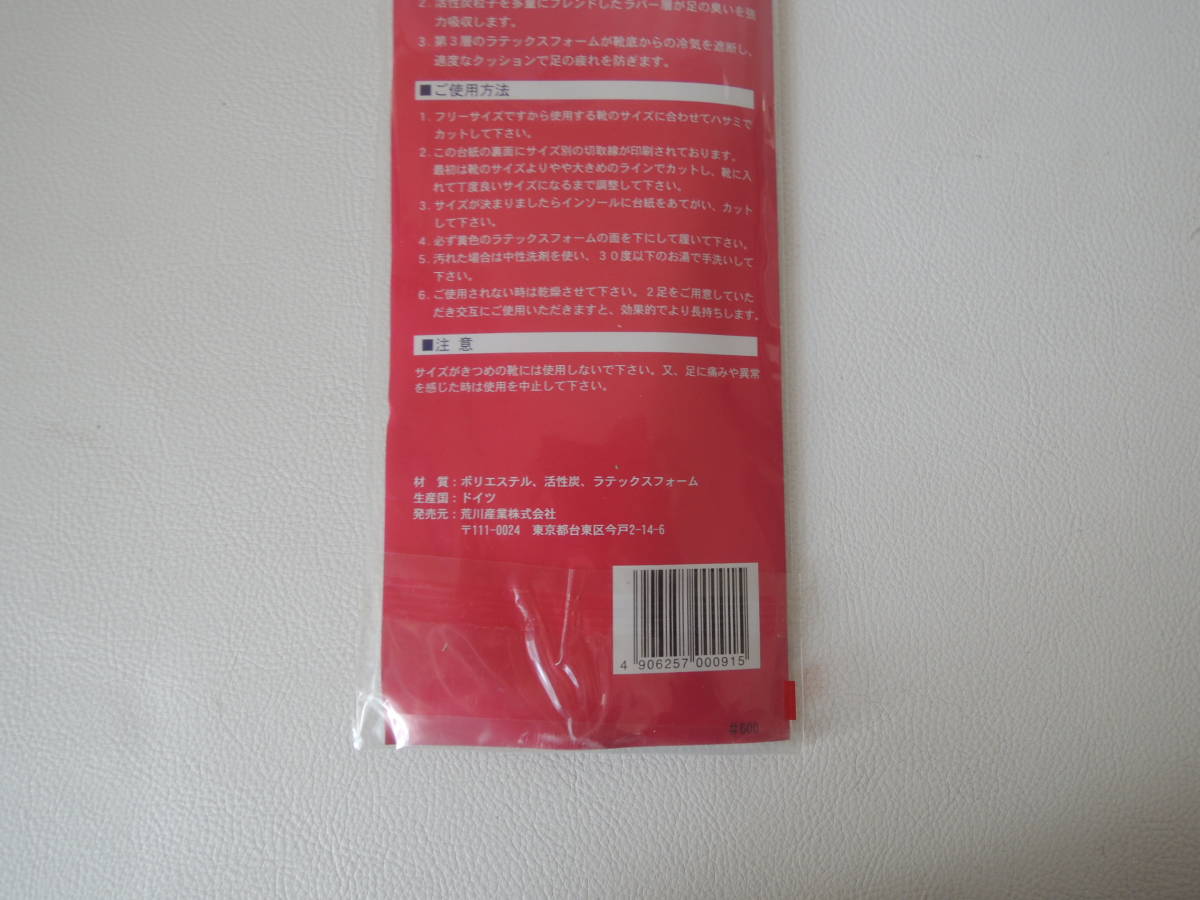 2. 活性炭粒子を多量にブレンドしたラバー層が足の臭いを強
力吸収します。
3. 第3層のラテックスフォームが靴底からの冷気を遮断し、
適度なクッションで足の疲れを防ぎます。
■ご使用方法
1. フリーサイズですから使用する靴のサイズに合わせてハサミで
カットして下さい。
2. この台紙の裏面にサイズ別の切取線が印刷されております。
最初は靴のサイズよりやや大きめのラインでカットし、靴に入
れて丁度良いサイズになるまで調整して下さい。
3. サイズが決まりましたらインソールに台紙をあてがい、カット
して下さい。
4. 必ず黄色のラテックスフォームの面を下にして履いて下さい。
5. 汚れた場合は中性洗剤を使い、30度以下のお湯で手洗いして
下さい。
6. ご使用されない時は乾燥させて下さい。2足をご用意していた
だき交互にご使用いただきますと、効果的でより長持ちします。
■注 意
サイズがきつめの靴には使用しないで下さい。又、足に痛みや異常
を感じた時は使用を中止して下さい。
材 質：ポリエステル、活性炭、ラテックスフォーム
生産国：ドイツ
発売元：荒川産業株式会社
〒111-0024 東京都台東区今戸2-14-6
4 906257 000915
#600